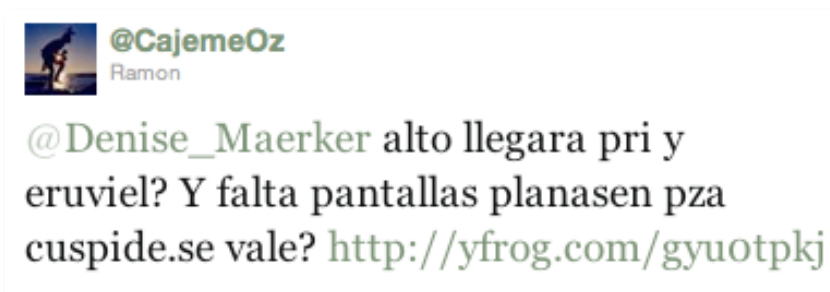 @CajemeOz
Ramon
@Denise_Maerker alto llegara pri y
eruviel? Y falta pantallas planasen pza
cuspide.se vale? http://yfrog.com/gyu0tpkj